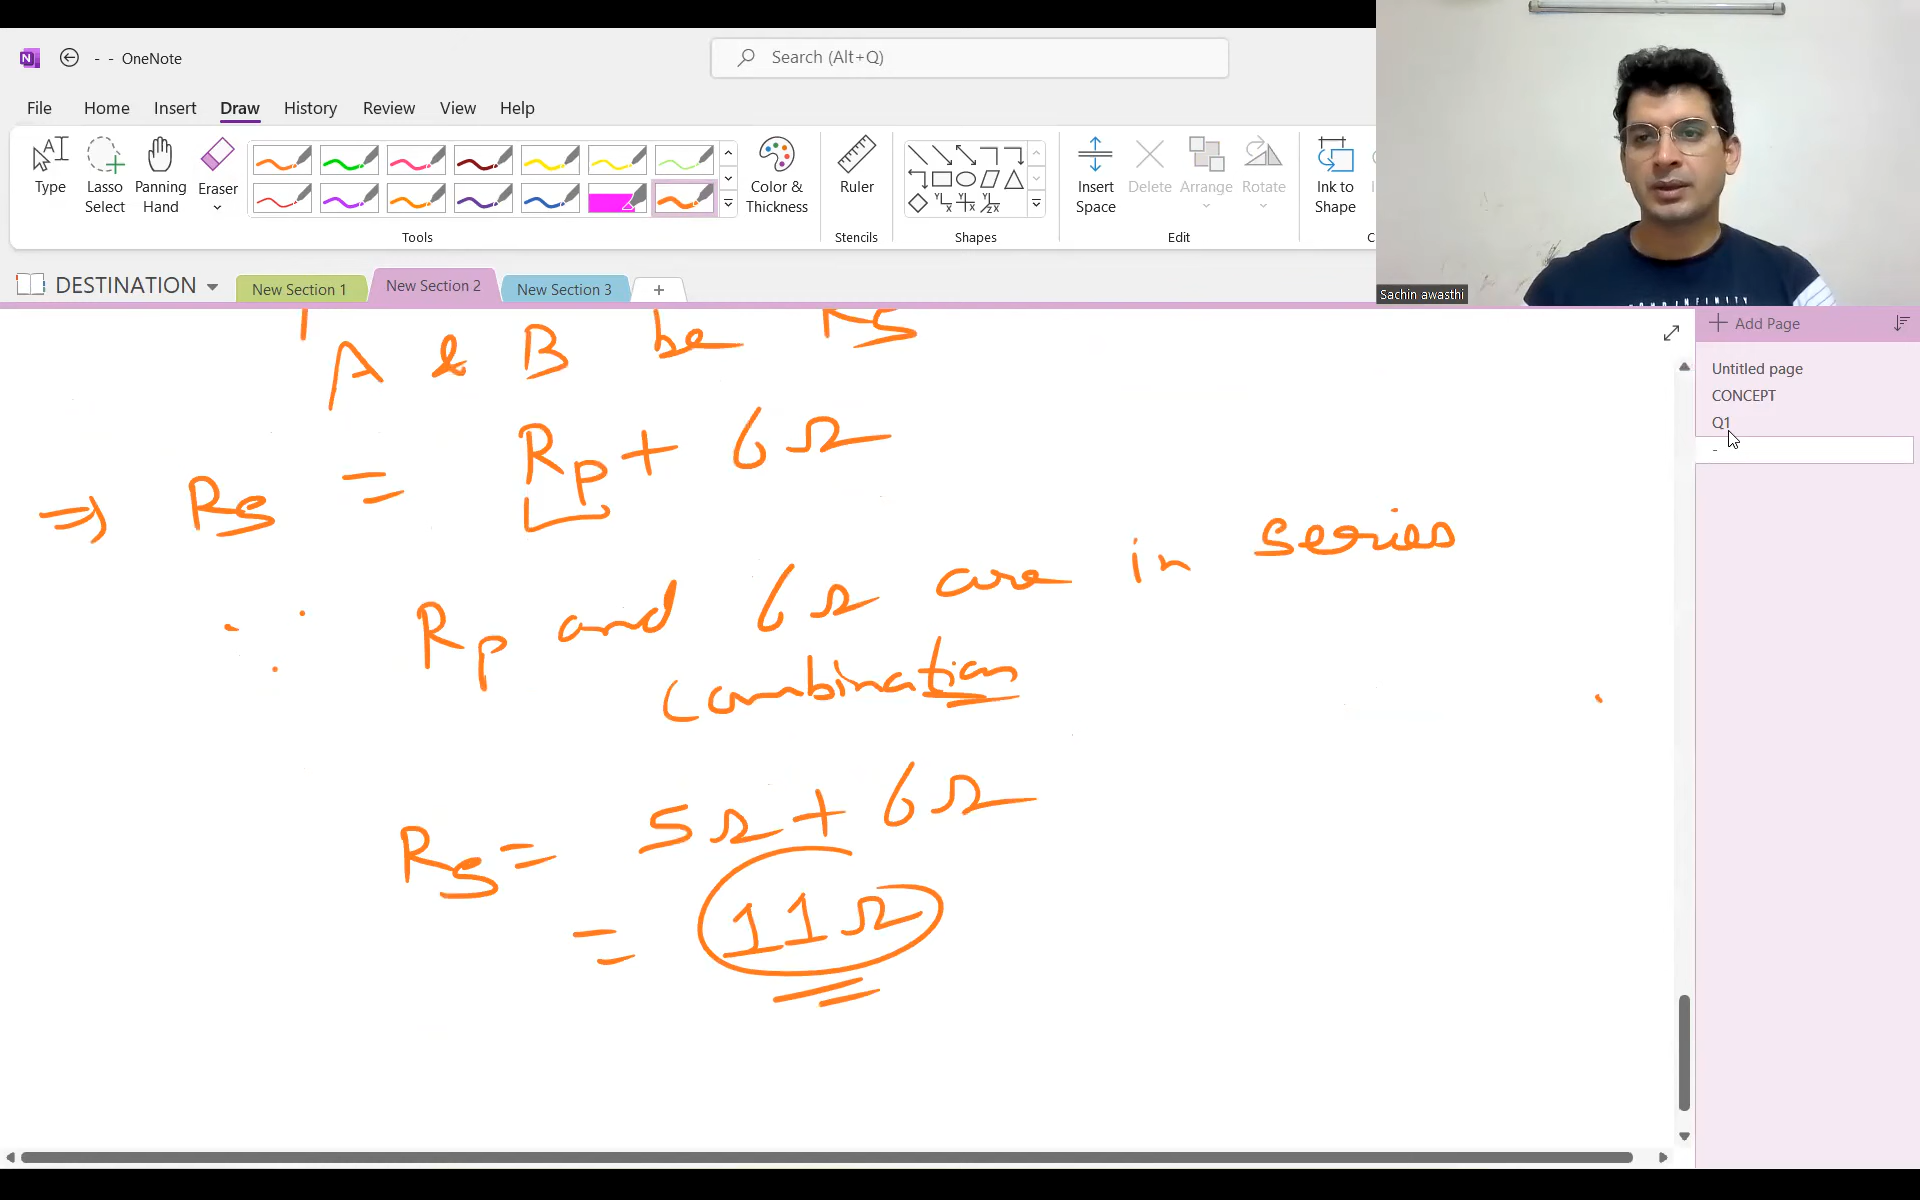 - - OneNote
Search (Alt+Q)
File Home Insert Draw History Review View Help
Type
Lasso Select
Panning Hand
Eraser
Color & Thickness
Ruler
Insert Space
Delete
Arrange
Rotate
Ink to Shape
Tools
Stencils
Shapes
Edit
DESTINATION
New Section 1
New Section 2
New Section 3
+
Sachin awasthi
Add Page
Untitled page
CONCEPT
Q1
-
A & B be RS
⇒ RS = RP + 6Ω
∵ RP and 6Ω are in series
combination
RS = 5Ω + 6Ω
= 11Ω